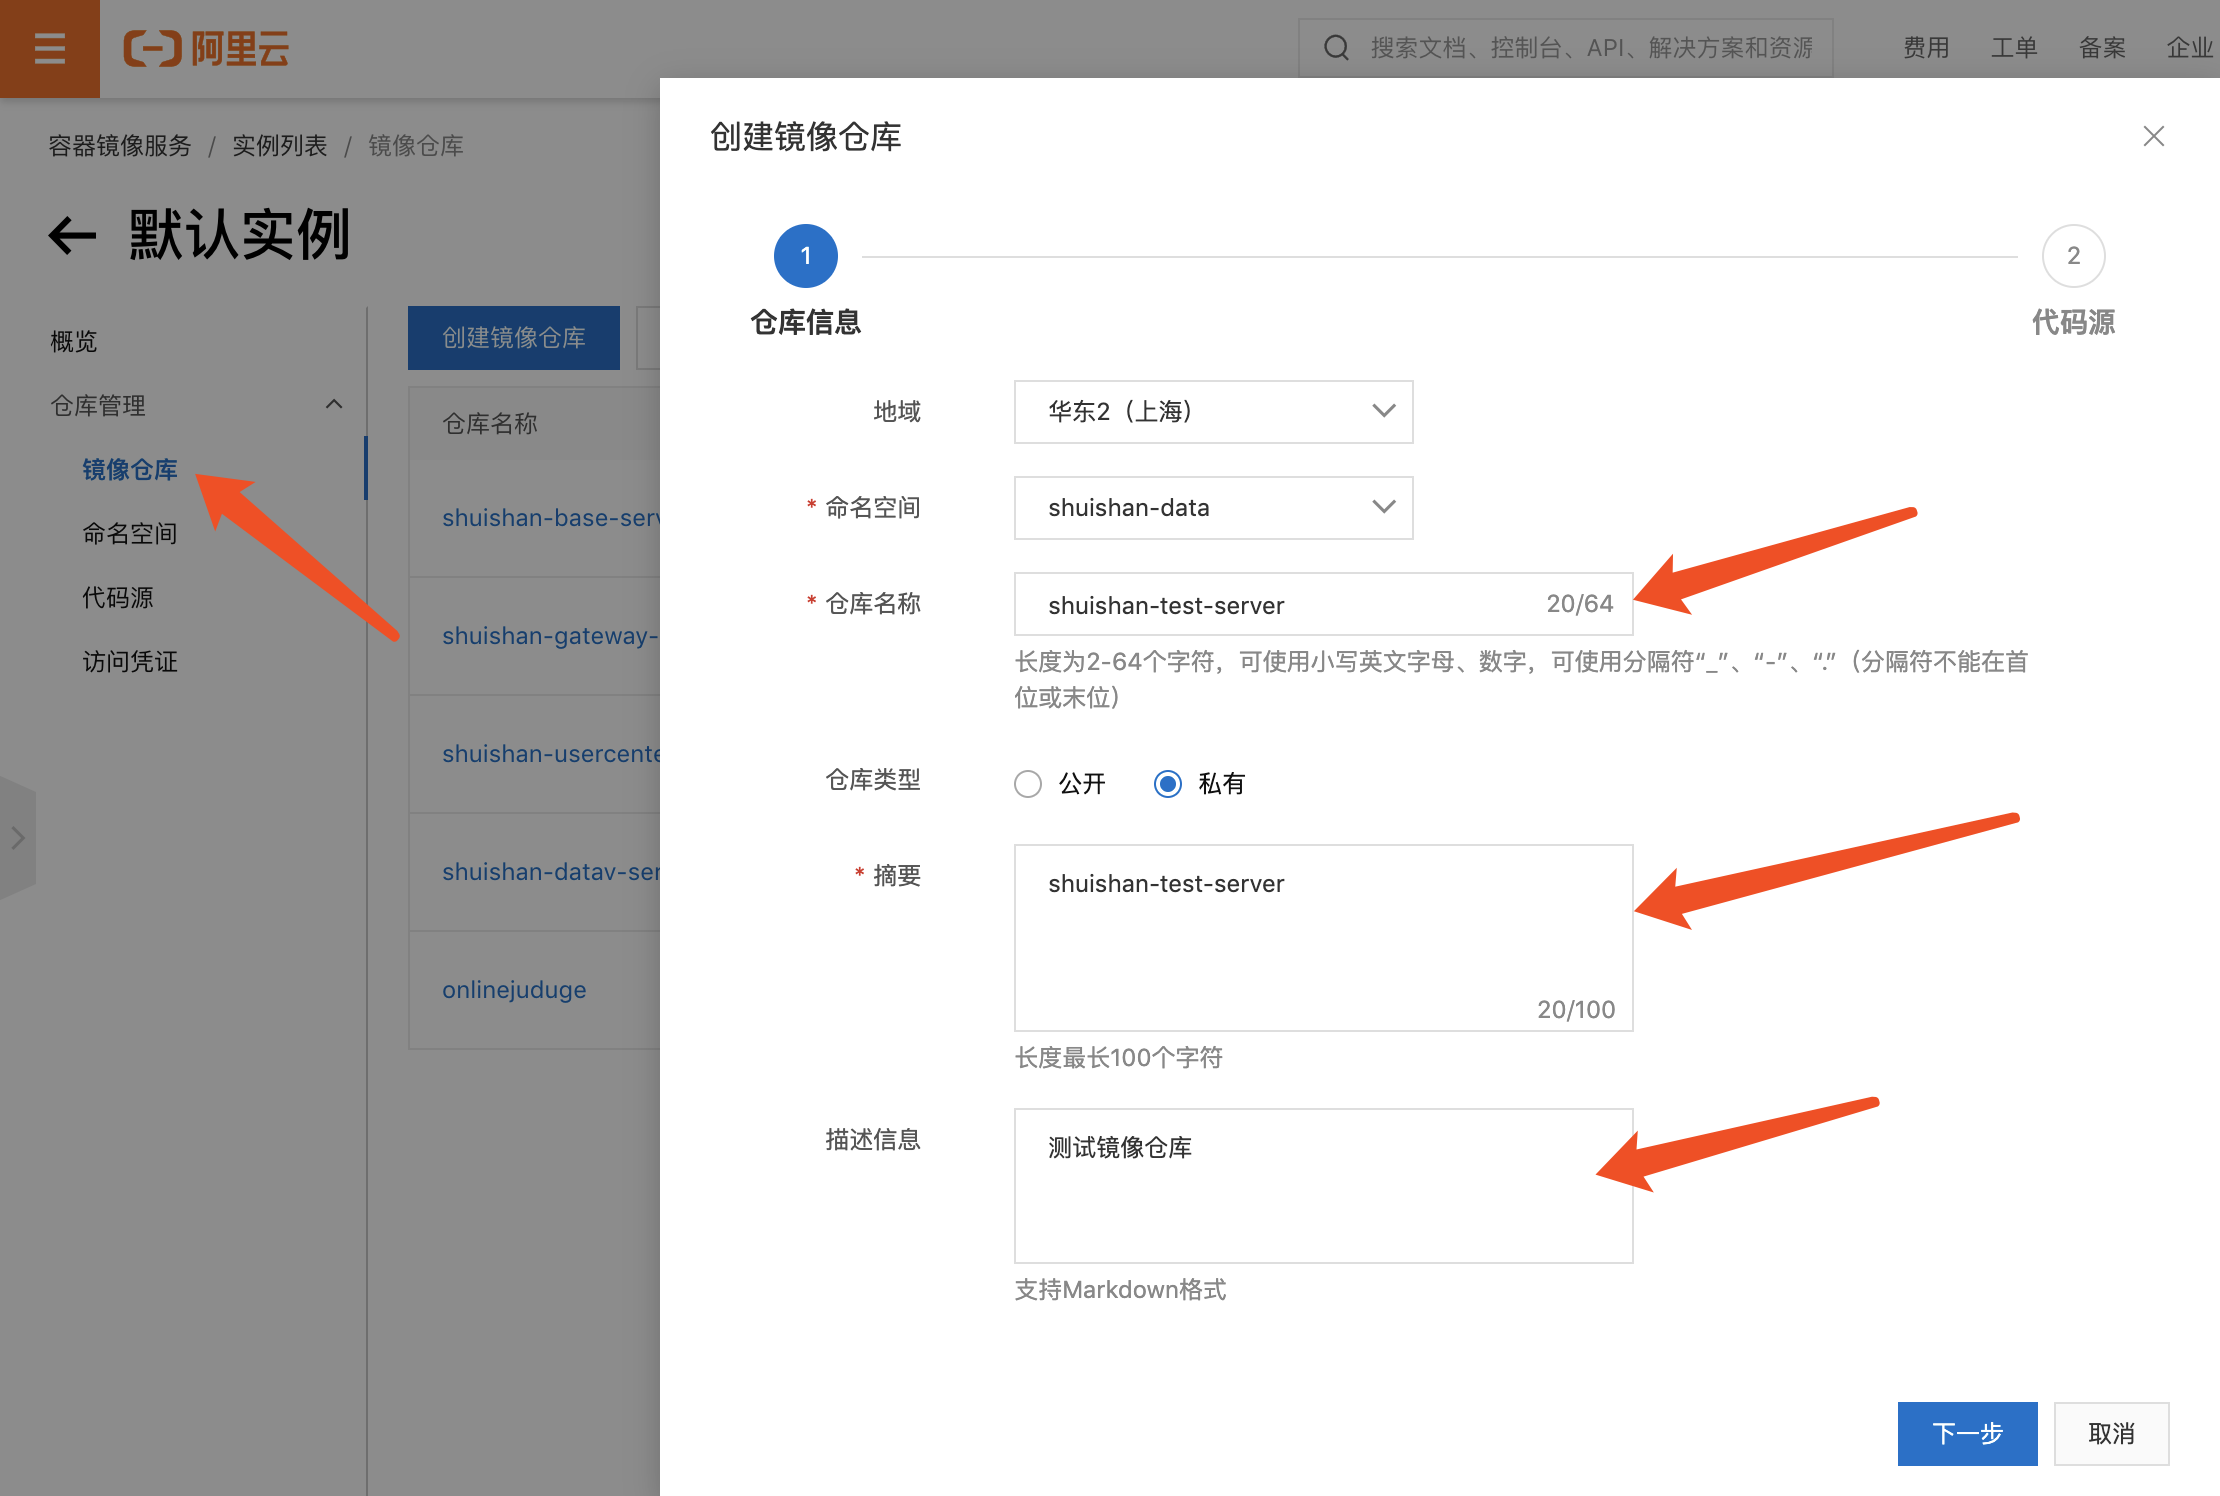 阿里云
搜索文档、控制台、API、解决方案和资源
费用
工单
备案
企业
容器镜像服务 / 实例列表 / 镜像仓库
默认实例
概览
仓库管理
镜像仓库
命名空间
代码源
访问凭证
创建镜像仓库
仓库名称
shuishan-base-serv
shuishan-gateway-
shuishan-usercente
shuishan-datav-ser
onlinejuduge
创建镜像仓库
1
仓库信息
2
代码源
地域
华东2（上海）
* 命名空间
shuishan-data
* 仓库名称
shuishan-test-server
20/64
长度为2-64个字符，可使用小写英文字母、数字，可使用分隔符“_”、“-”、“.”（分隔符不能在首
位或末位）
仓库类型
公开
私有
* 摘要
shuishan-test-server
20/100
长度最长100个字符
描述信息
测试镜像仓库
支持Markdown格式
下一步
取消